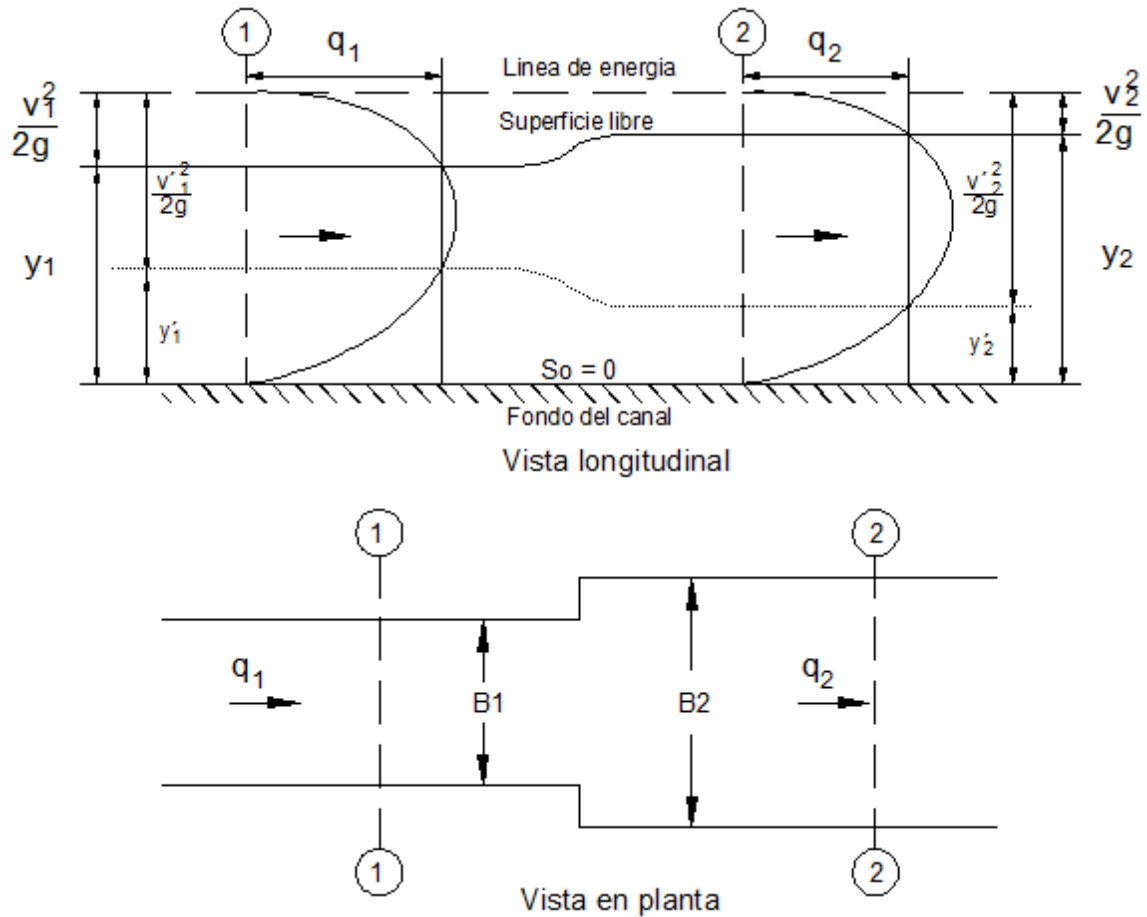 1
2
q1
q2
Linea de energia
Superficie libre
v1²/2g
v´1²/2g
v2²/2g
v´2²/2g
y1
y2
y´1
y´2
So = 0
Fondo del canal
Vista longitudinal
1
2
q1
B1
B2
q2
1
2
Vista en planta